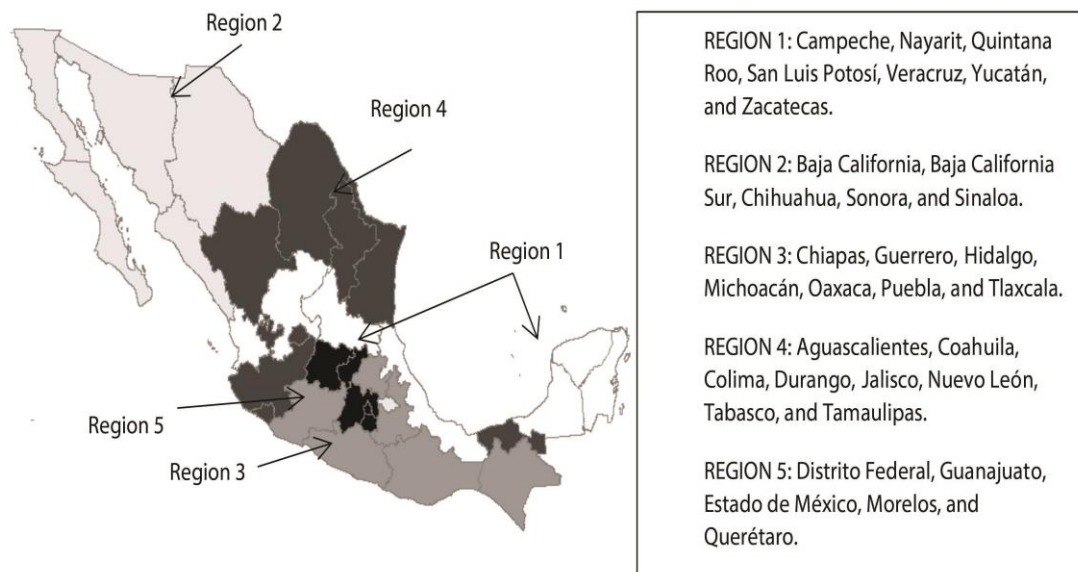 Region 2
Region 4
Region 1
Region 5
Region 3
REGION 1: Campeche, Nayarit, Quintana
Roo, San Luis Potosí, Veracruz, Yucatán,
and Zacatecas.
REGION 2: Baja California, Baja California
Sur, Chihuahua, Sonora, and Sinaloa.
REGION 3: Chiapas, Guerrero, Hidalgo,
Michoacán, Oaxaca, Puebla, and Tlaxcala.
REGION 4: Aguascalientes, Coahuila,
Colima, Durango, Jalisco, Nuevo León,
Tabasco, and Tamaulipas.
REGION 5: Distrito Federal, Guanajuato,
Estado de México, Morelos, and
Querétaro.